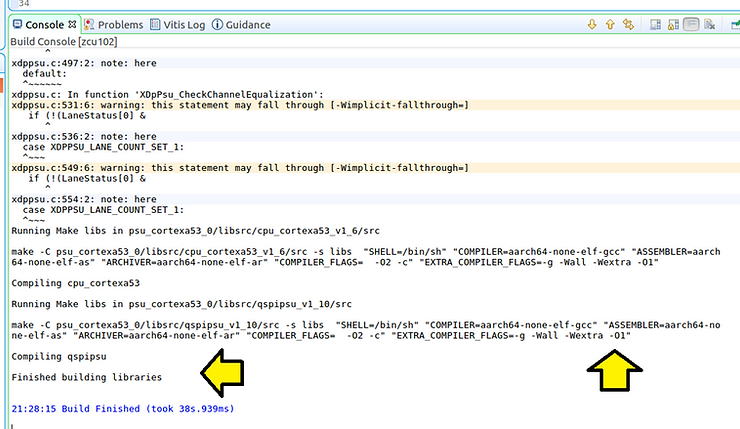 34
Console Problems Vitis Log Guidance
Build Console [zcu102]
^
xdppsu.c:497:2: note: here
default:
^~~~~~~
xdppsu.c: In function 'XDpPsu_CheckChannelEqualization':
xdppsu.c:531:6: warning: this statement may fall through [-Wimplicit-fallthrough=]
if (!(LaneStatus[0] &
^
xdppsu.c:536:2: note: here
case XDPPSU_LANE_COUNT_SET_1:
^~~~
xdppsu.c:549:6: warning: this statement may fall through [-Wimplicit-fallthrough=]
if (!(LaneStatus[0] &
^
xdppsu.c:554:2: note: here
case XDPPSU_LANE_COUNT_SET_1:
^~~~
Running Make libs in psu_cortexa53_0/libsrc/cpu_cortexa53_v1_6/src
make -C psu_cortexa53_0/libsrc/cpu_cortexa53_v1_6/src -s libs "SHELL=/bin/sh" "COMPILER=aarch64-none-elf-gcc" "ASSEMBLER=aarch
64-none-elf-as" "ARCHIVER=aarch64-none-elf-ar" "COMPILER_FLAGS= -O2 -c" "EXTRA_COMPILER_FLAGS=-g -Wall -Wextra -O1"
Compiling cpu_cortexa53
Running Make libs in psu_cortexa53_0/libsrc/qspipsu_v1_10/src
make -C psu_cortexa53_0/libsrc/qspipsu_v1_10/src -s libs "SHELL=/bin/sh" "COMPILER=aarch64-none-elf-gcc" "ASSEMBLER=aarch64-no
ne-elf-as" "ARCHIVER=aarch64-none-elf-ar" "COMPILER_FLAGS= -O2 -c" "EXTRA_COMPILER_FLAGS=-g -Wall -Wextra -O1"
Compiling qspipsu
Finished building libraries
21:28:15 Build Finished (took 38s.939ms)